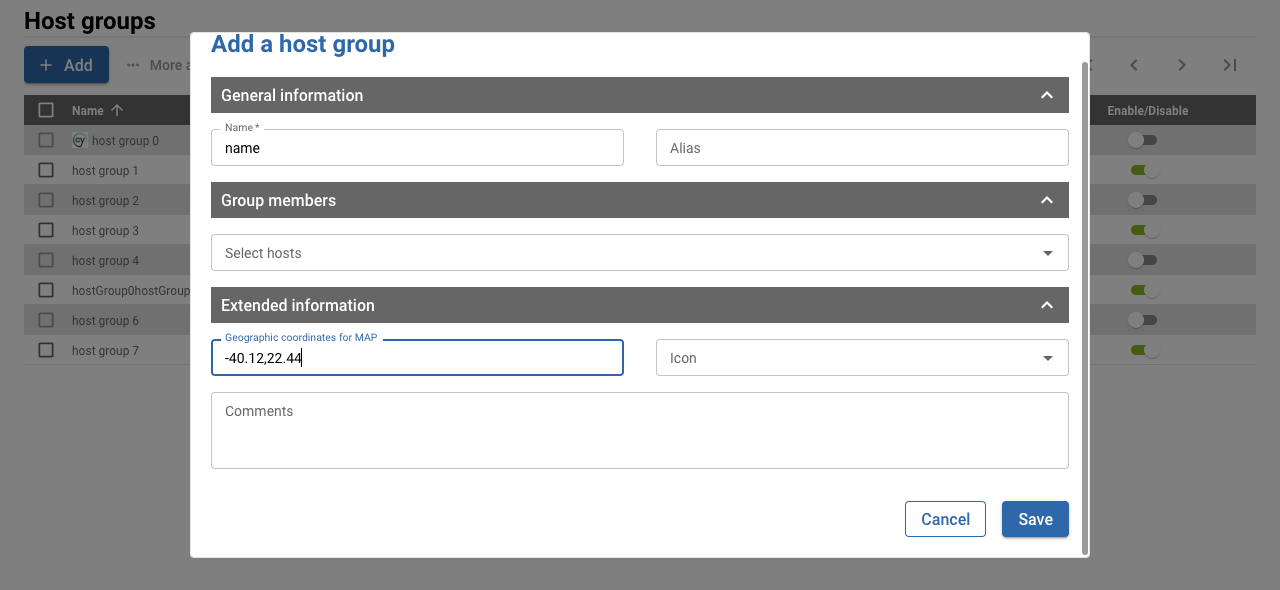 Host groups
Add a host group
Add
More a
General information
Name
Enable/Disable
host group 0
Name *
name
Alias
host group 1
host group 2
Group members
host group 3
Select hosts
host group 4
hostGroup0hostGroup
Extended information
host group 6
Geographic coordinates for MAP
host group 7
-40.12,22.44
Icon
Comments
Cancel
Save